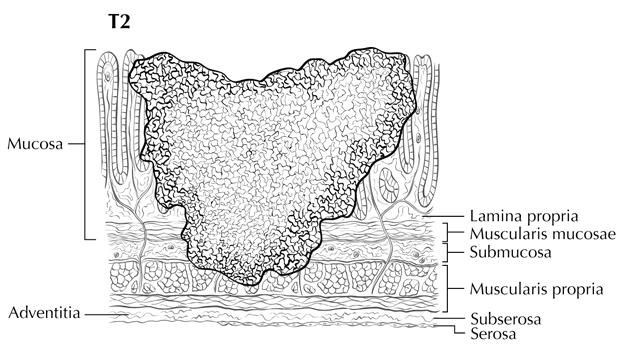 T2
Mucosa
Lamina propria
Muscularis mucosae
Submucosa
Muscularis propria
Adventitia
Subserosa
Serosa